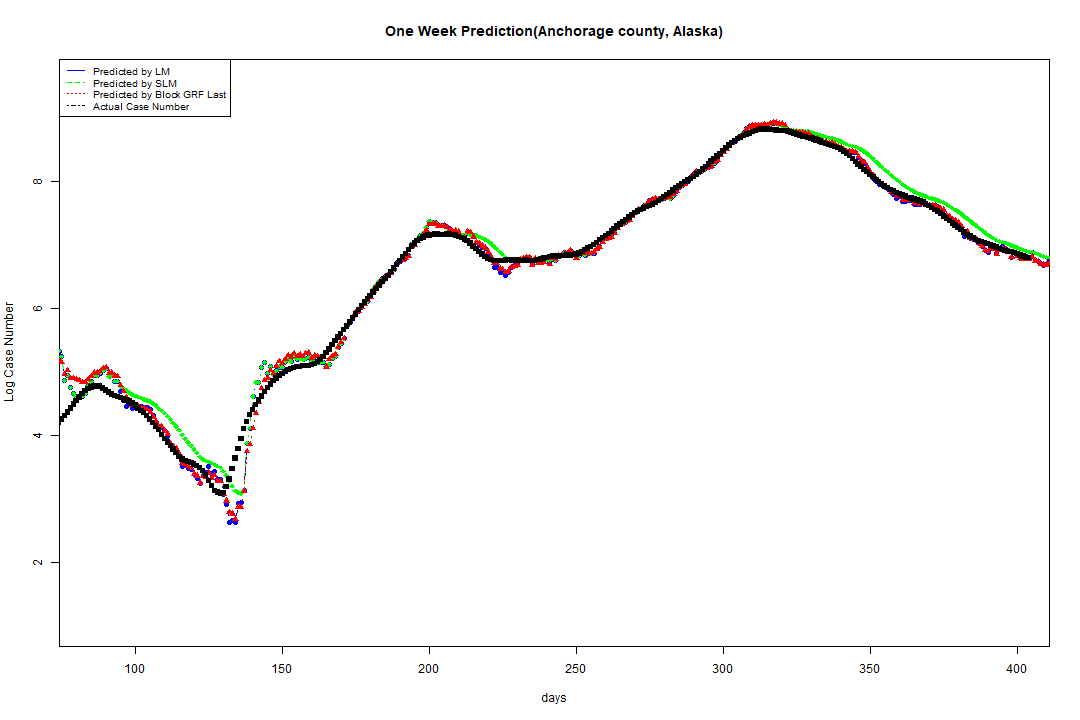 One Week Prediction(Anchorage county, Alaska)
Predicted by LM
Predicted by SLM
Predicted by Block GRF Last
Actual Case Number
8
6
4
2
Log Case Number
100 150 200 250 300 350 400
days